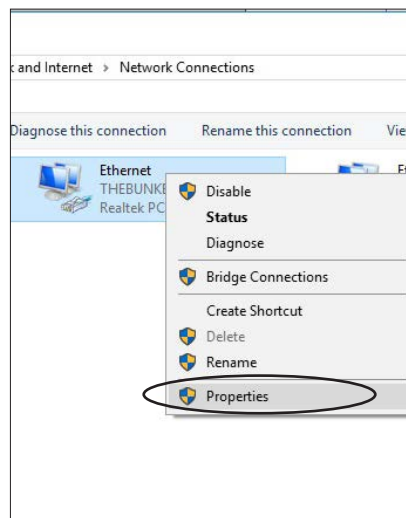 and Internet > Network Connections
Diagnose this connection Rename this connection
Ethernet
THEBUNKE
Realtek PC
Disable
Status
Diagnose
Bridge Connections
Create Shortcut
Delete
Rename
Properties